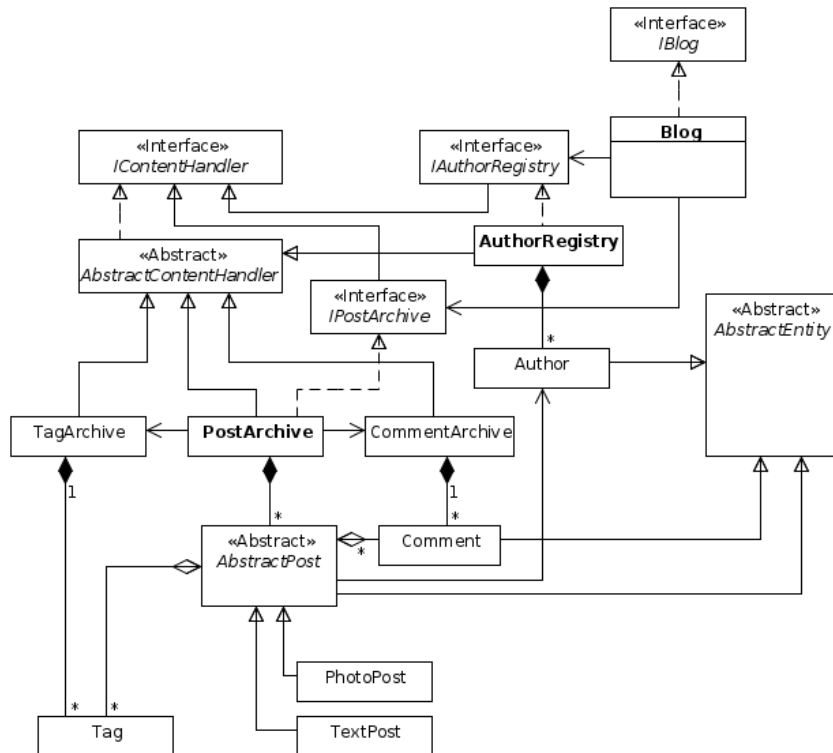 «Interface»
IBlog
Blog
«Interface»
IContentHandler
«Interface»
IAuthorRegistry
AuthorRegistry
«Abstract»
AbstractContentHandler
«Interface»
IPostArchive
«Abstract»
AbstractEntity
*
Author
TagArchive
PostArchive
CommentArchive
1
1
*
*
«Abstract»
AbstractPost
*
Comment
PhotoPost
*
*
Tag
TextPost